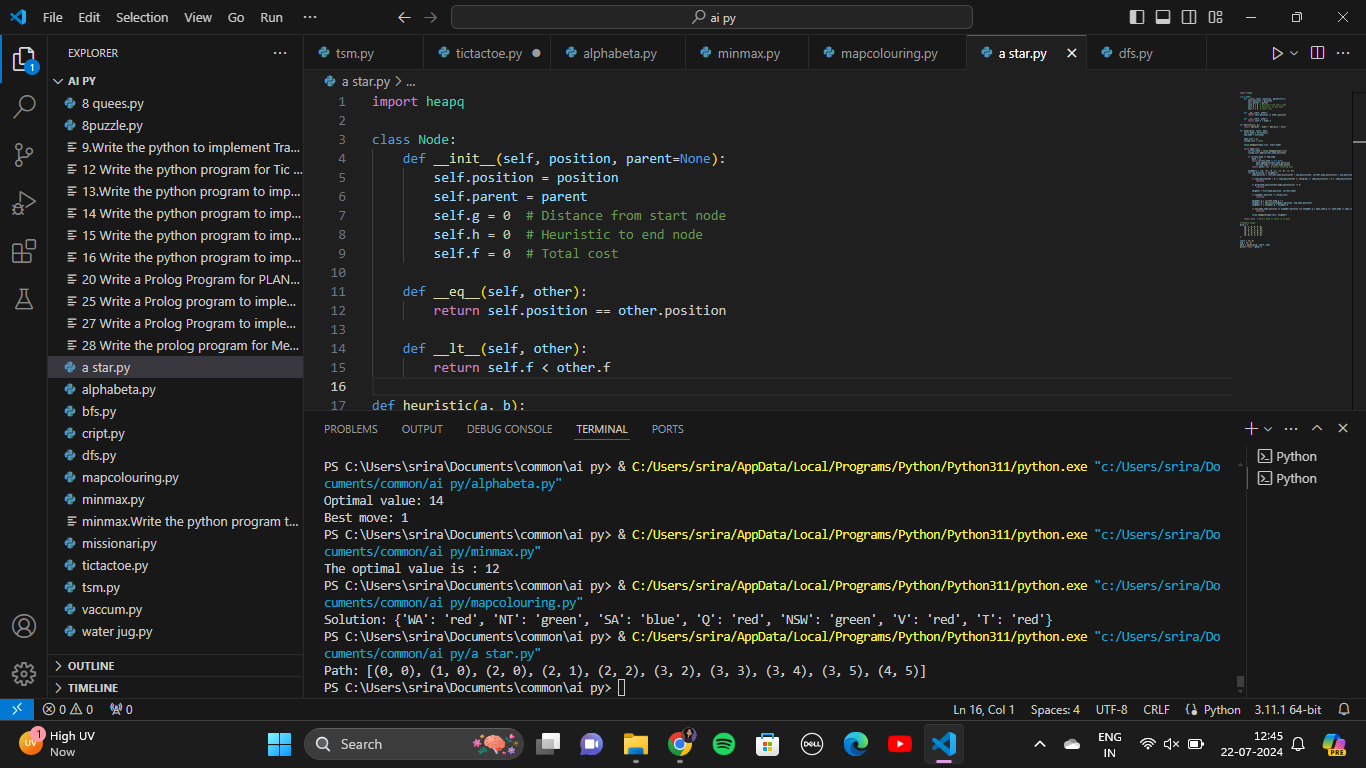 File Edit Selection View Go Run ··· ai py
EXPLORER ···
AI PY
8 quees.py
8puzzle.py
9.Write the python to implement Tra...
12 Write the python program for Tic ...
13.Write the python program to imp...
14 Write the python program to imp...
15 Write the python program to imp...
16 Write the python program to imp...
20 Write a Prolog Program for PLAN...
25 Write a Prolog program to imple...
27 Write a Prolog Program to imple...
28 Write the prolog program for Me...
a star.py
alphabeta.py
bfs.py
cript.py
dfs.py
mapcolouring.py
minmax.py
minmax.Write the python program t...
missionari.py
tictactoe.py
tsm.py
vaccum.py
water jug.py
OUTLINE
TIMELINE
1
tsm.py tictactoe.py alphabeta.py minmax.py mapcolouring.py a star.py dfs.py
a star.py > ...
1 import heapq
2
3 class Node:
4 def __init__(self, position, parent=None):
5 self.position = position
6 self.parent = parent
7 self.g = 0 # Distance from start node
8 self.h = 0 # Heuristic to end node
9 self.f = 0 # Total cost
10
11 def __eq__(self, other):
12 return self.position == other.position
13
14 def __lt__(self, other):
15 return self.f < other.f
16
17 def heuristic(a, b):
PROBLEMS OUTPUT DEBUG CONSOLE TERMINAL PORTS
PS C:\Users\srira\Documents\common\ai py> & C:/Users/srira/AppData/Local/Programs/Python/Python311/python.exe "c:/Users/srira/Do
cuments/common/ai py/alphabeta.py"
Optimal value: 14
Best move: 1
PS C:\Users\srira\Documents\common\ai py> & C:/Users/srira/AppData/Local/Programs/Python/Python311/python.exe "c:/Users/srira/Do
cuments/common/ai py/minmax.py"
The optimal value is : 12
PS C:\Users\srira\Documents\common\ai py> & C:/Users/srira/AppData/Local/Programs/Python/Python311/python.exe "c:/Users/srira/Do
cuments/common/ai py/mapcolouring.py"
Solution: {'WA': 'red', 'NT': 'green', 'SA': 'blue', 'Q': 'red', 'NSW': 'green', 'V': 'red', 'T': 'red'}
PS C:\Users\srira\Documents\common\ai py> & C:/Users/srira/AppData/Local/Programs/Python/Python311/python.exe "c:/Users/srira/Do
cuments/common/ai py/a star.py"
Path: [(0, 0), (1, 0), (2, 0), (2, 1), (2, 2), (3, 2), (3, 3), (3, 4), (3, 5), (4, 5)]
PS C:\Users\srira\Documents\common\ai py>
Python
Python
0 0 0 Ln 16, Col 1 Spaces: 4 UTF-8 CRLF Python 3.11.1 64-bit
UV 1 High UV
Now
Search
DELL
ENG
IN
12:45
22-07-2024
PRE